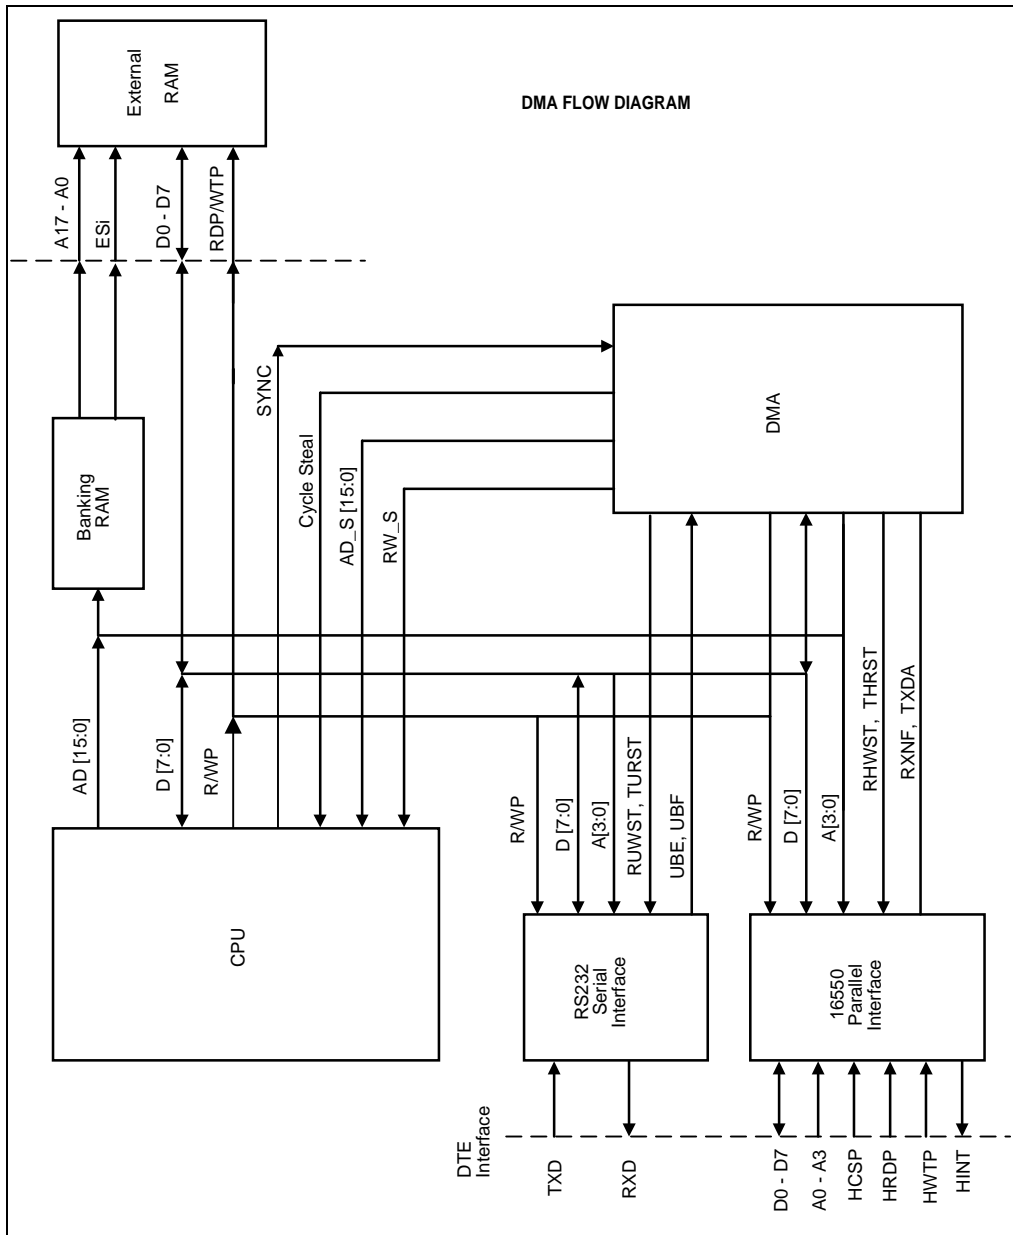 DMA FLOW DIAGRAM
External
RAM
A17 - A0
ESi
D0 - D7
RDP/WTP
Banking
RAM
SYNC
Cycle Steal
AD_S [15:0]
RW_S
DMA
AD [15:0]
D [7:0]
R/WP
CPU
R/WP
D [7:0]
A[3:0]
RUWST, TURST
UBE, UBF
R/WP
D [7:0]
A[3:0]
RHWST, THRST
RXNF, TXDA
RS232
Serial
Interface
16550
Parallel
Interface
DTE
Interface
TXD
RXD
D0 - D7
A0 - A3
HCSP
HRDP
HWTP
HINT